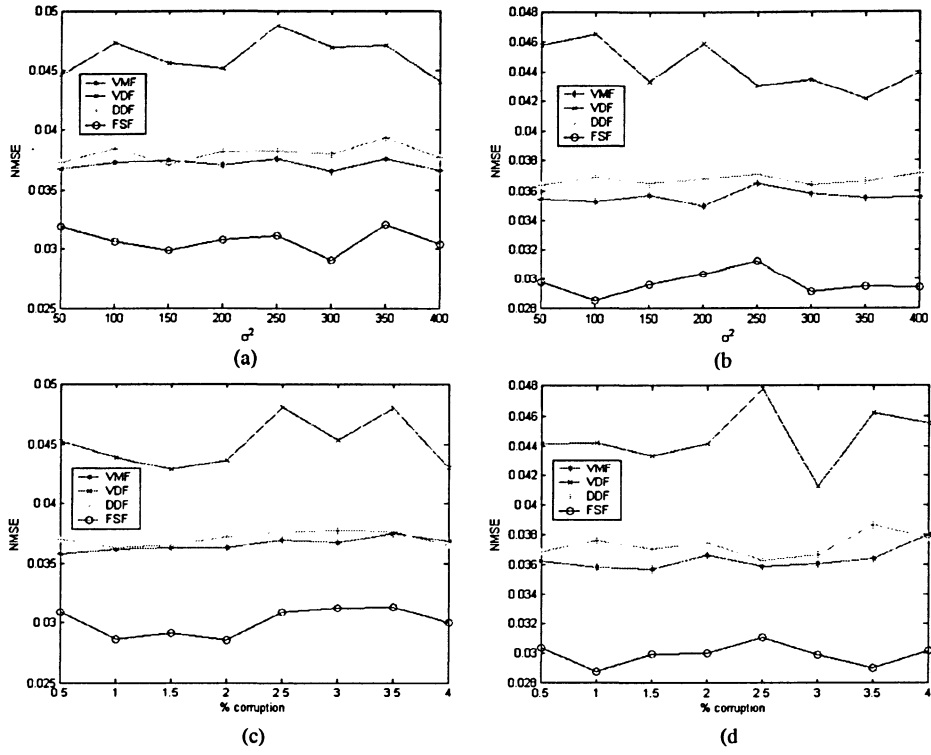 0.05
0.045
0.04
0.035
0.03
0.025
NMSE
VMF
VDF
DDF
FSF
50 100 150 200 250 300 350 400
σ²
(a)
0.048
0.046
0.044
0.042
0.04
0.038
0.036
0.034
0.032
0.03
0.028
NMSE
VMF
VDF
DDF
FSF
50 100 150 200 250 300 350 400
σ²
(b)
0.05
0.045
0.04
0.035
0.03
0.025
NMSE
VMF
VDF
DDF
FSF
0.5 1 1.5 2 2.5 3 3.5 4
% corruption
(c)
0.048
0.046
0.044
0.042
0.04
0.038
0.036
0.034
0.032
0.03
0.028
NMSE
VMF
VDF
DDF
FSF
0.5 1 1.5 2 2.5 3 3.5 4
% corruption
(d